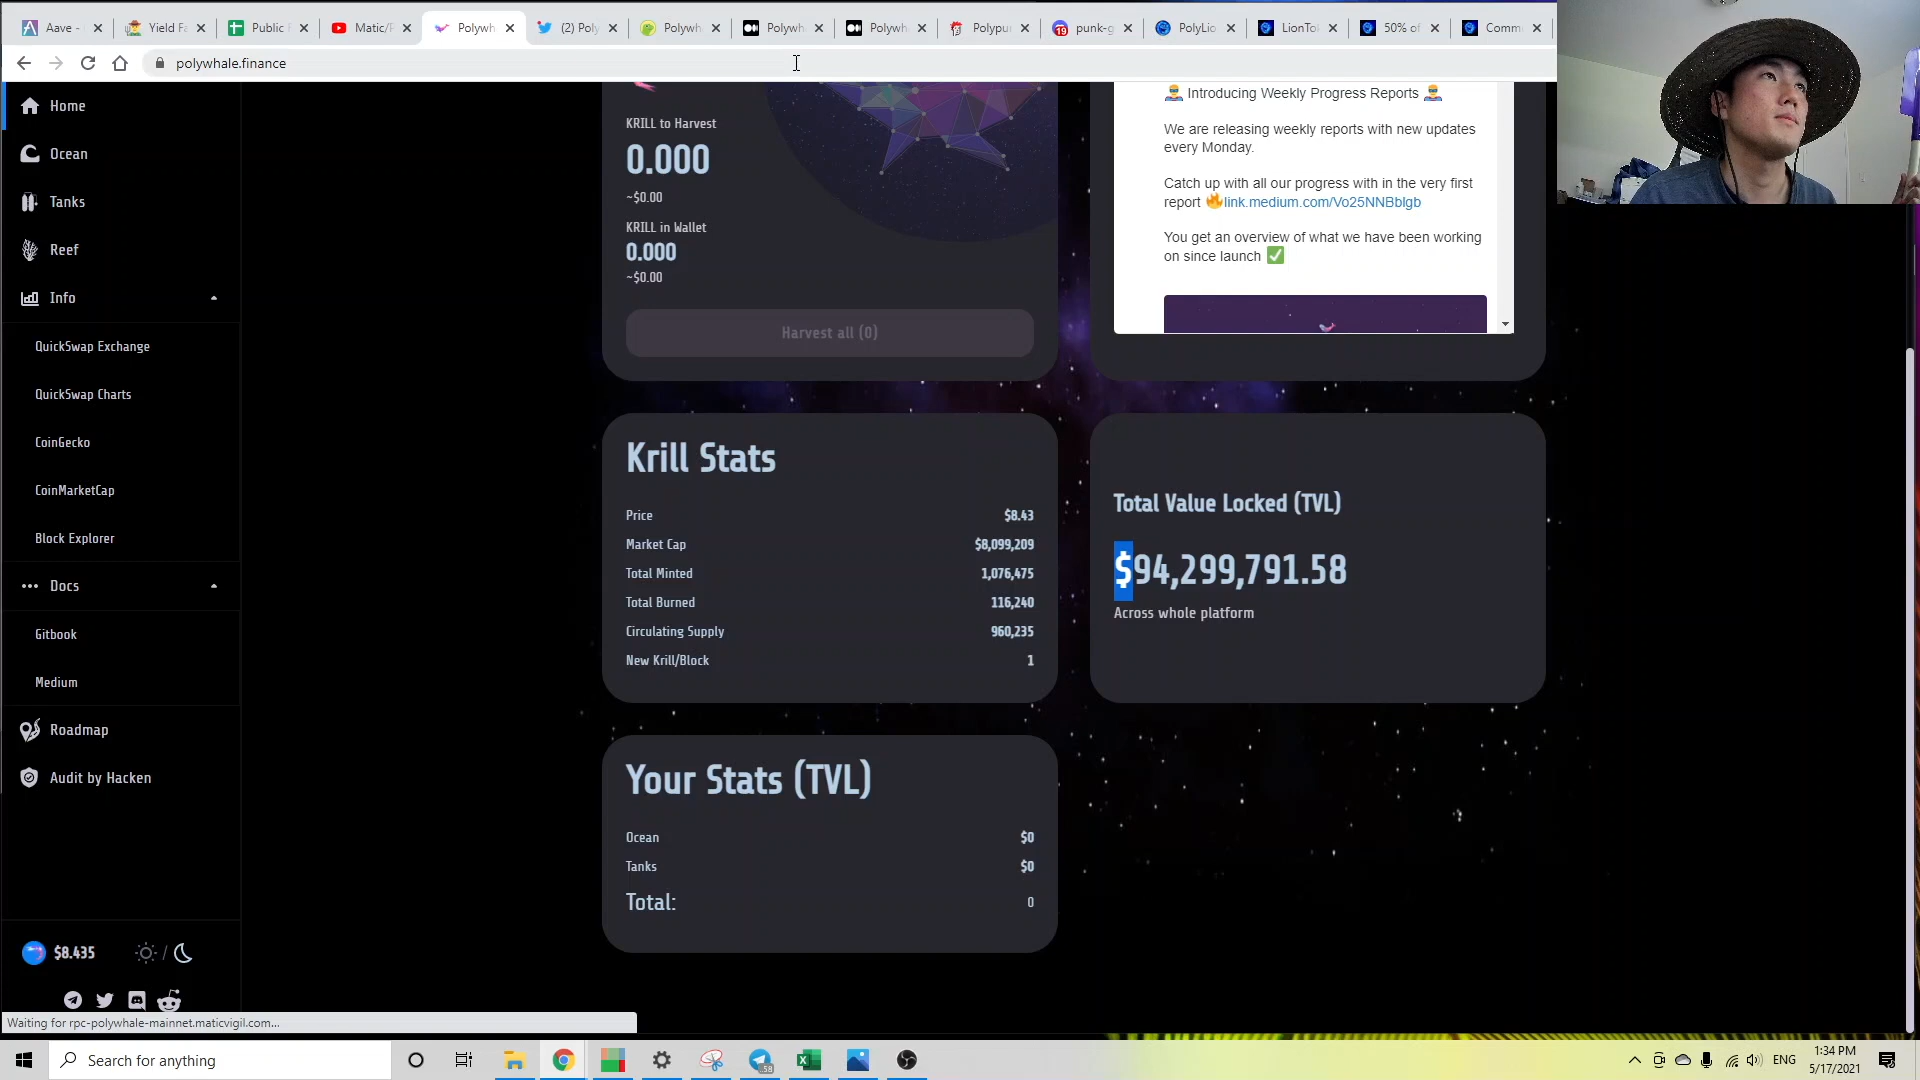 Aave -
Yield Fa
Public F
Matic/F
Polywh
(2) Poly
Polywh
Polywh
Polywh
Polypu
19
punk-g
PolyLio
LionTo
50% of
Comm
polywhale.finance
Home
Ocean
Tanks
Reef
Info
QuickSwap Exchange
QuickSwap Charts
CoinGecko
CoinMarketCap
Block Explorer
Docs
Gitbook
Medium
Roadmap
Audit by Hacken
$8.435
/
KRILL to Harvest
0.000
~$0.00
KRILL in Wallet
0.000
~$0.00
Harvest all (0)
Introducing Weekly Progress Reports
We are releasing weekly reports with new updates
every Monday.
Catch up with all our progress with in the very first
report link.medium.com/Vo25NNBblgb
You get an overview of what we have been working
on since launch
Krill Stats
Price $8.43
Market Cap $8,099,209
Total Minted 1,076,475
Total Burned 116,240
Circulating Supply 960,235
New Krill/Block 1
Total Value Locked (TVL)
$94,299,791.58
Across whole platform
Your Stats (TVL)
Ocean $0
Tanks $0
Total: 0
Waiting for rpc-polywhale-mainnet.maticvigil.com...
Search for anything
.58
ENG
1:34 PM
5/17/2021